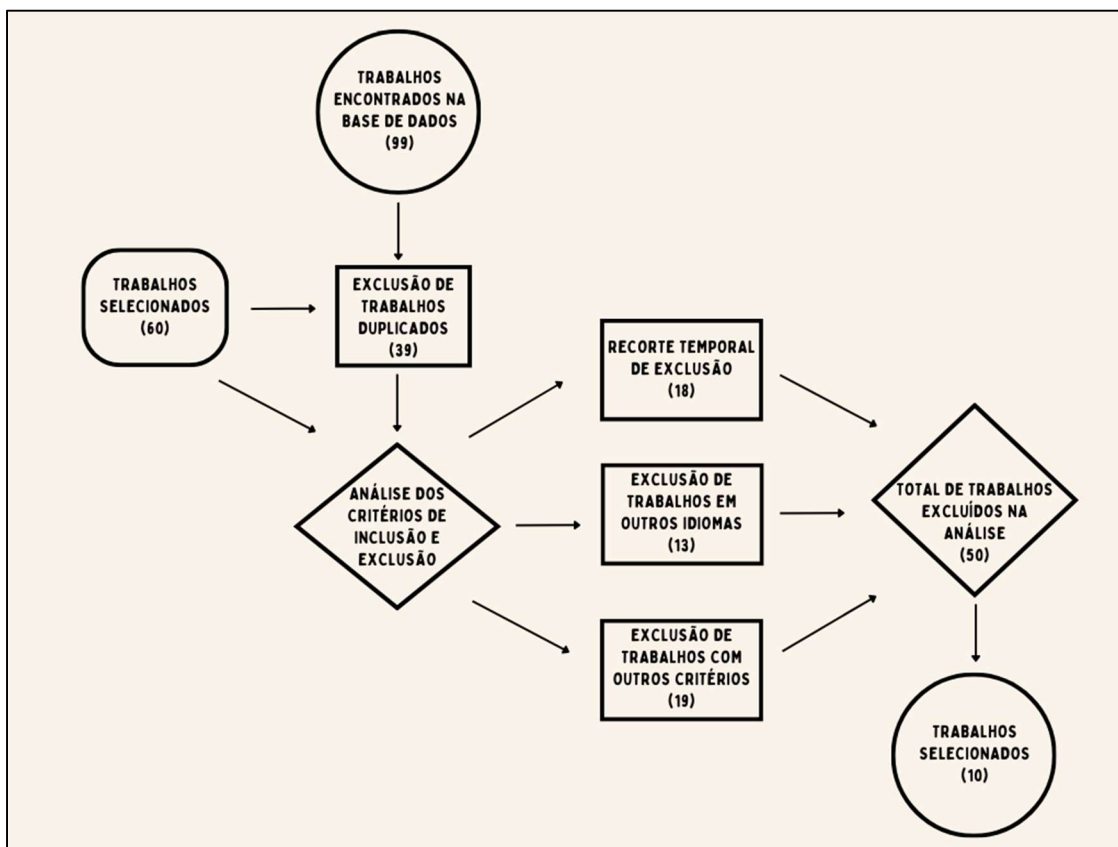 TRABALHOS
ENCONTRADOS NA
BASE DE DADOS
(99)
TRABALHOS
SELECIONADOS
(60)
EXCLUSÃO DE
TRABALHOS
DUPLICADOS
(39)
ANÁLISE DOS
CRITÉRIOS DE
INCLUSÃO E
EXCLUSÃO
RECORTE TEMPORAL
DE EXCLUSÃO
(18)
EXCLUSÃO DE
TRABALHOS EM
OUTROS IDIOMAS
(13)
EXCLUSÃO DE
TRABALHOS COM
OUTROS CRITÉRIOS
(19)
TOTAL DE TRABALHOS
EXCLUÍDOS NA
ANÁLISE
(50)
TRABALHOS
SELECIONADOS
(10)